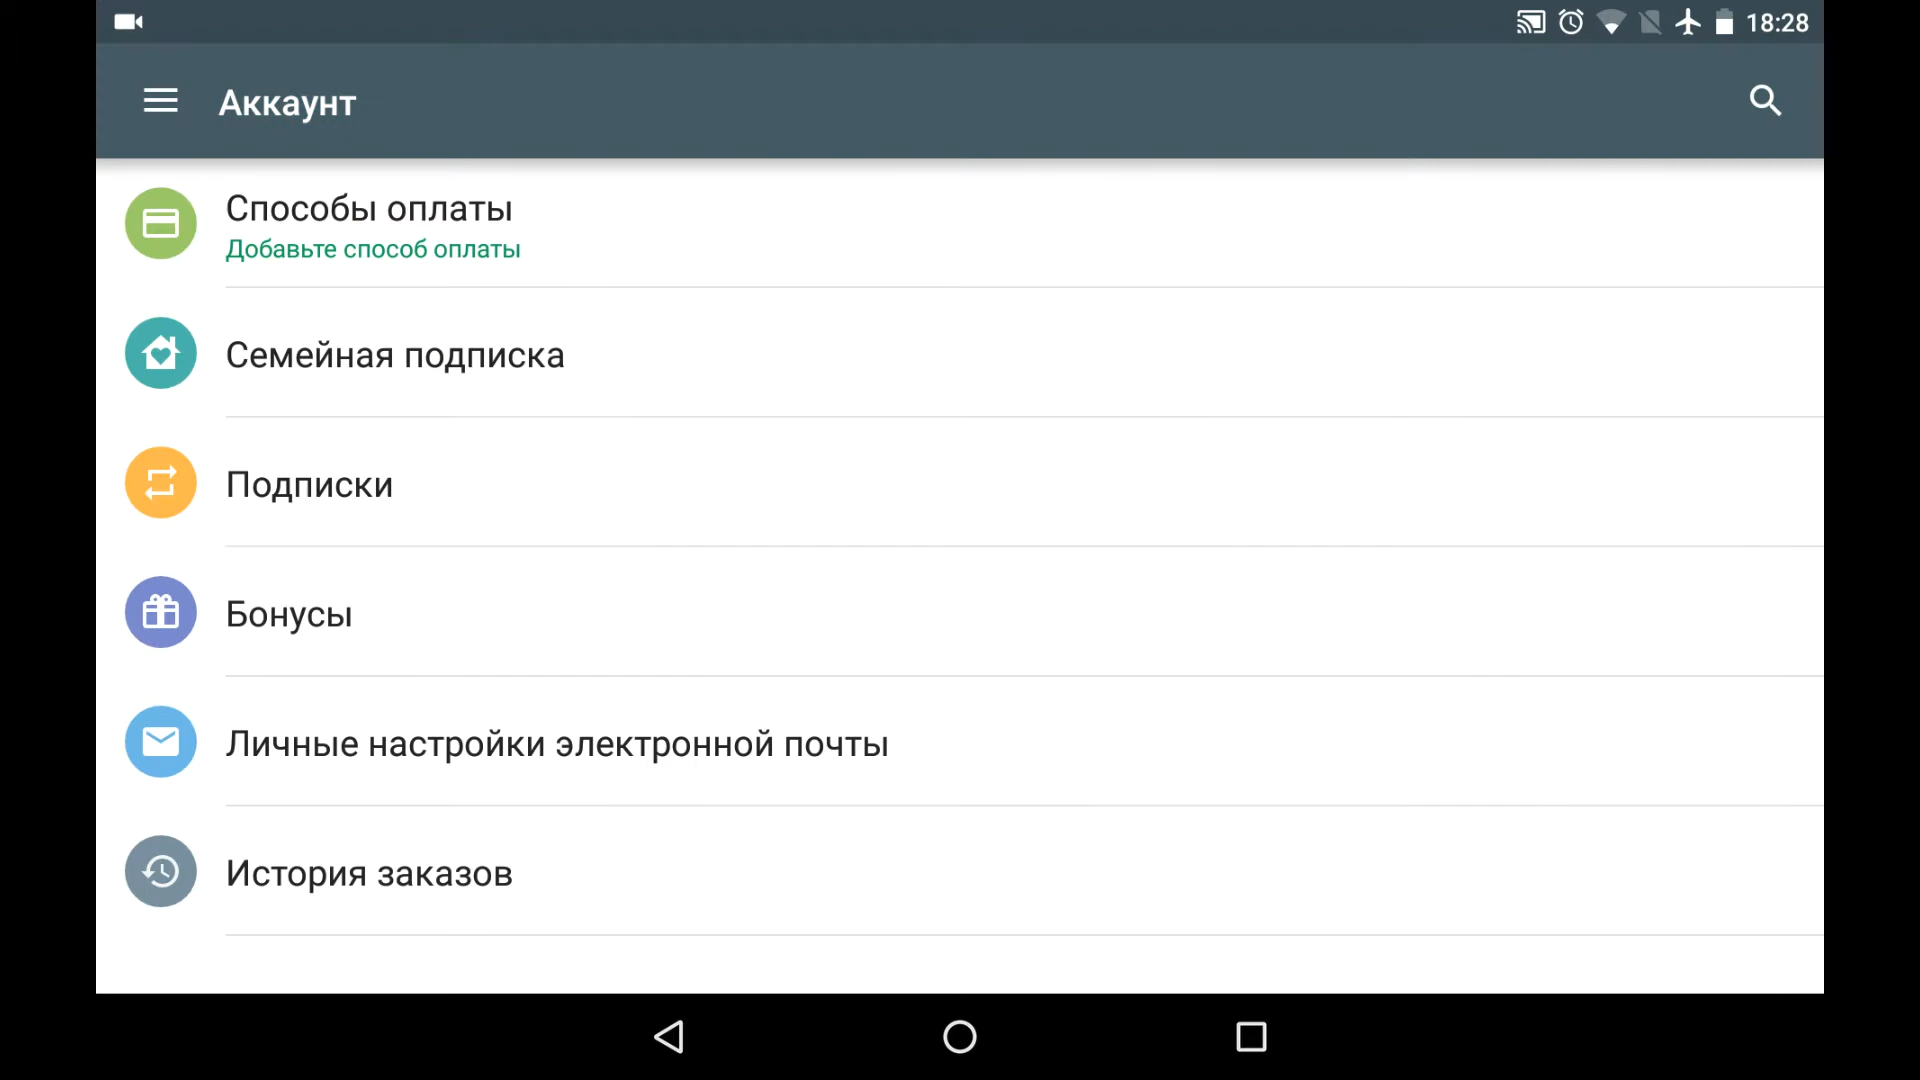 18:28
Аккаунт
Способы оплаты
Добавьте способ оплаты
Семейная подписка
Подписки
Бонусы
Личные настройки электронной почты
История заказов